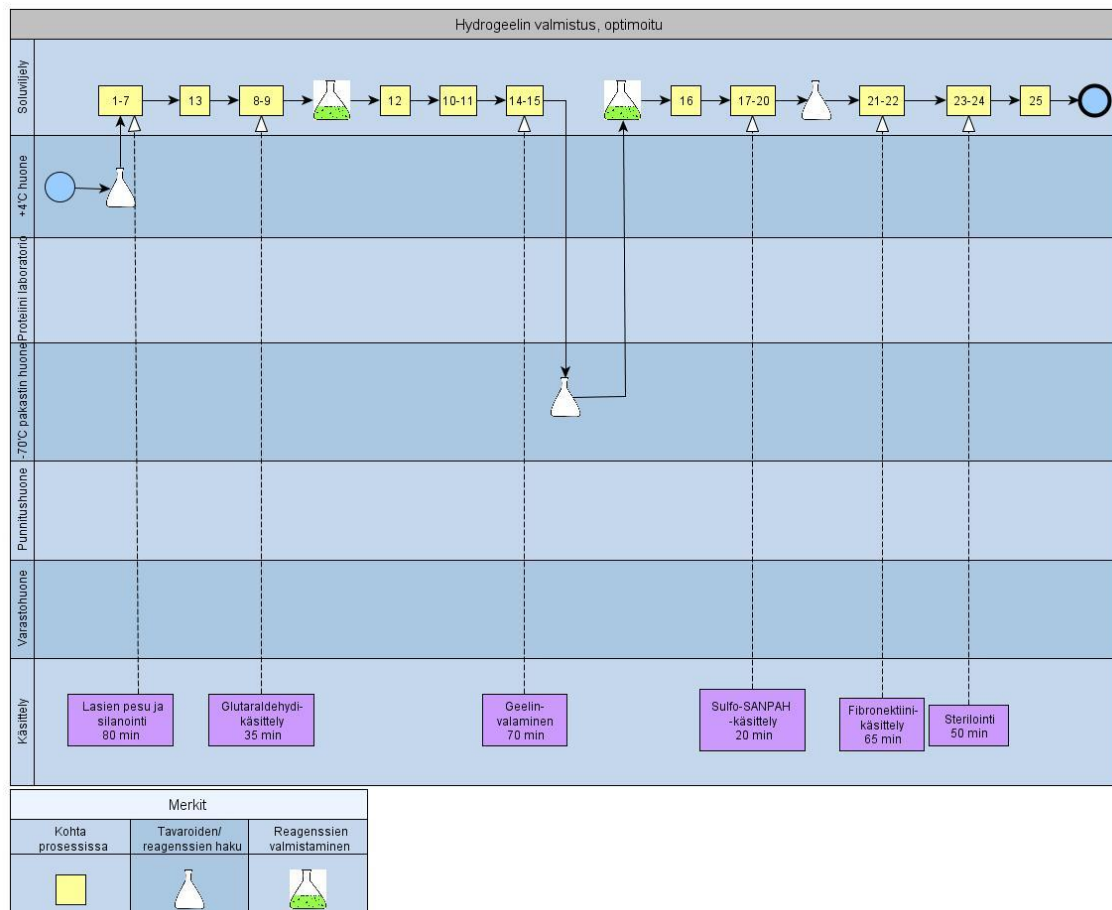 Hydrogeelin valmistus, optimoitu
Soluviljely
1-7
13
8-9
12
10-11
14-15
16
17-20
21-22
23-24
25
+4'C huone
Proteiini laboratorio
-70'C pakastin huone
Punnitushuone
Varastohuone
Käsittely
Lasien pesu ja
silanointi
80 min
Glutaraldehydi-
käsittely
35 min
Geelin-
valaminen
70 min
Sulfo-SANPAH
-käsittely
20 min
Fibronektiini-
käsittely
65 min
Sterilointi
50 min
Merkit
Kohta
prosessissa
Tavaroiden/
reagenssien haku
Reagenssien
valmistaminen